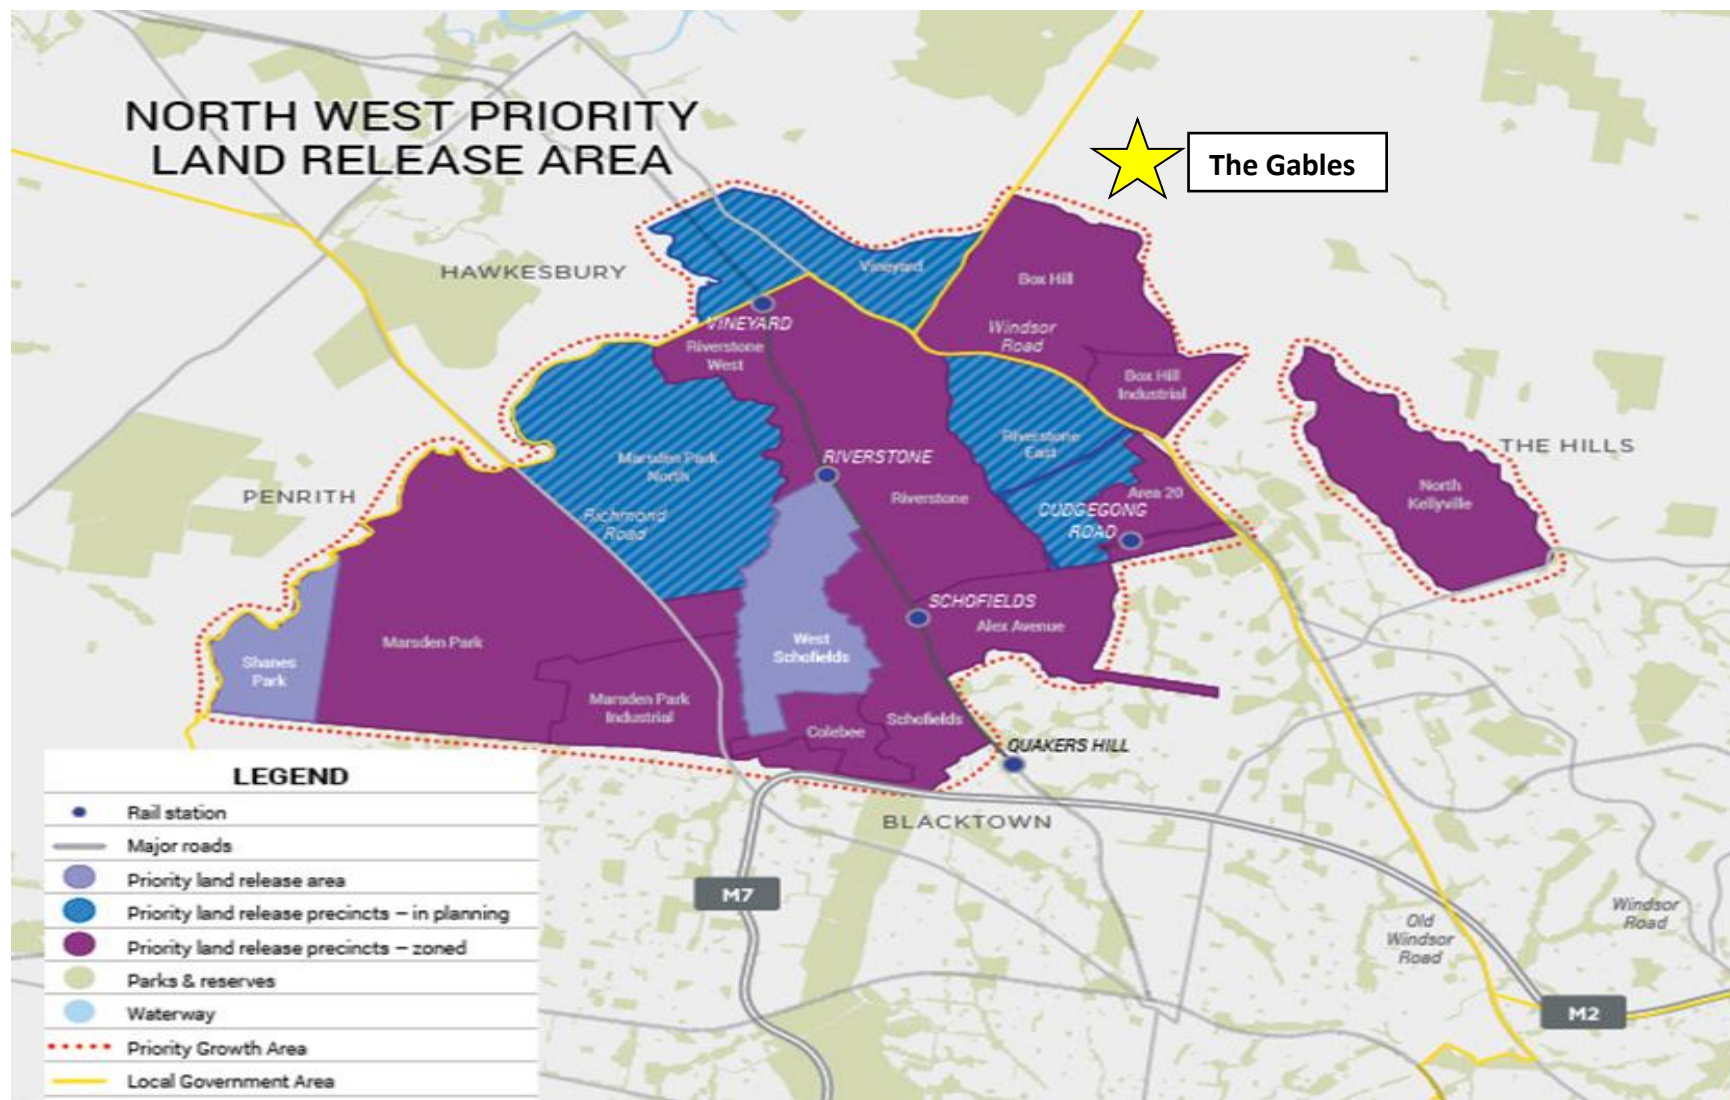 NORTH WEST PRIORITY
LAND RELEASE AREA
The Gables
HAWKESBURY
Vineyard
Box Hill
VINEYARD
Windsor
Road
Riverstone
West
Box Hill
Industrial
THE HILLS
Riverstone
East
RIVERSTONE
Marsden Park
North
PENRITH
Riverstone
Area 20
North
Kellyville
CUDGEGONG
ROAD
Richmond
Road
SCHOFIELDS
Alex Avenue
Marsden Park
West
Schofields
Shanes
Park
Marsden Park
Industrial
Schofields
Colebee
QUAKERS HILL
BLACKTOWN
LEGEND
Rail station
Major roads
Priority land release area
Priority land release precincts – in planning
Priority land release precincts – zoned
Parks & reserves
Waterway
Priority Growth Area
Local Government Area
M7
Old
Windsor
Road
Windsor
Road
M2